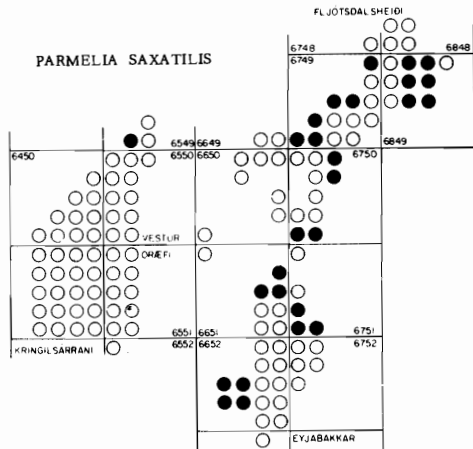 FLJÓTSDALSHEIÐI
PARMELIA SAXATILIS
6748 6848
6749
6549 6649 6849
6450 6550 6650 6750
VESTUR
ÖRÆFI
6551 6651 6751
KRINGILSÁRRANI 6552 6652 6752
EYJABAKKAR